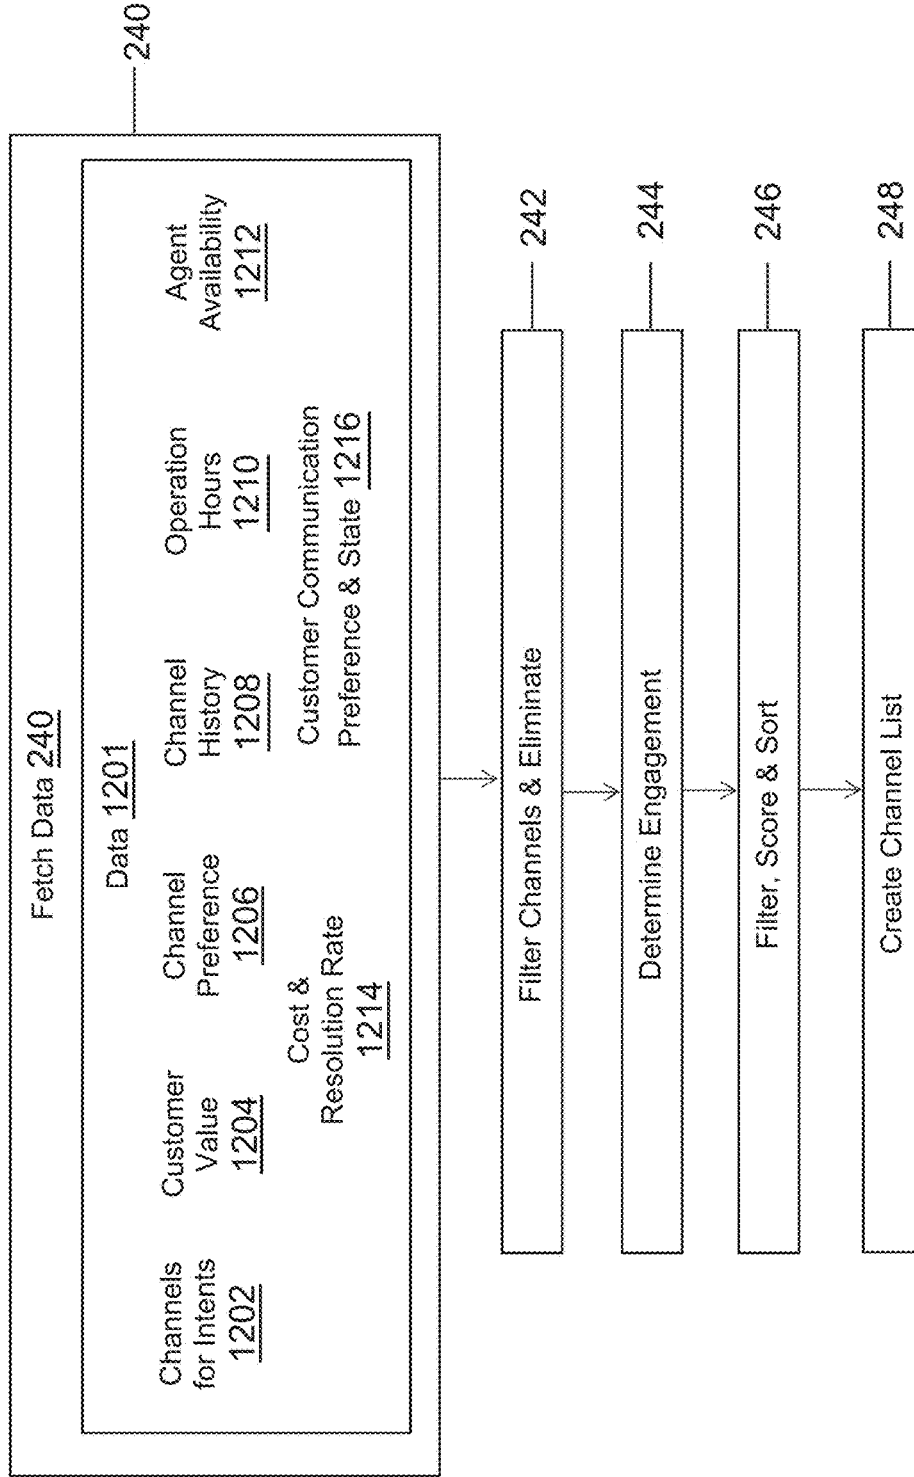 Fetch Data 240
240
Data 1201
Channels
for Intents
1202
Customer
Value
1204
Channel
Preference
1206
Channel
History
1208
Operation
Hours
1210
Agent
Availability
1212
Cost &
Resolution Rate
1214
Customer Communication
Preference & State 1216
Filter Channels & Eliminate
242
Determine Engagement
244
Filter, Score & Sort
246
Create Channel List
248